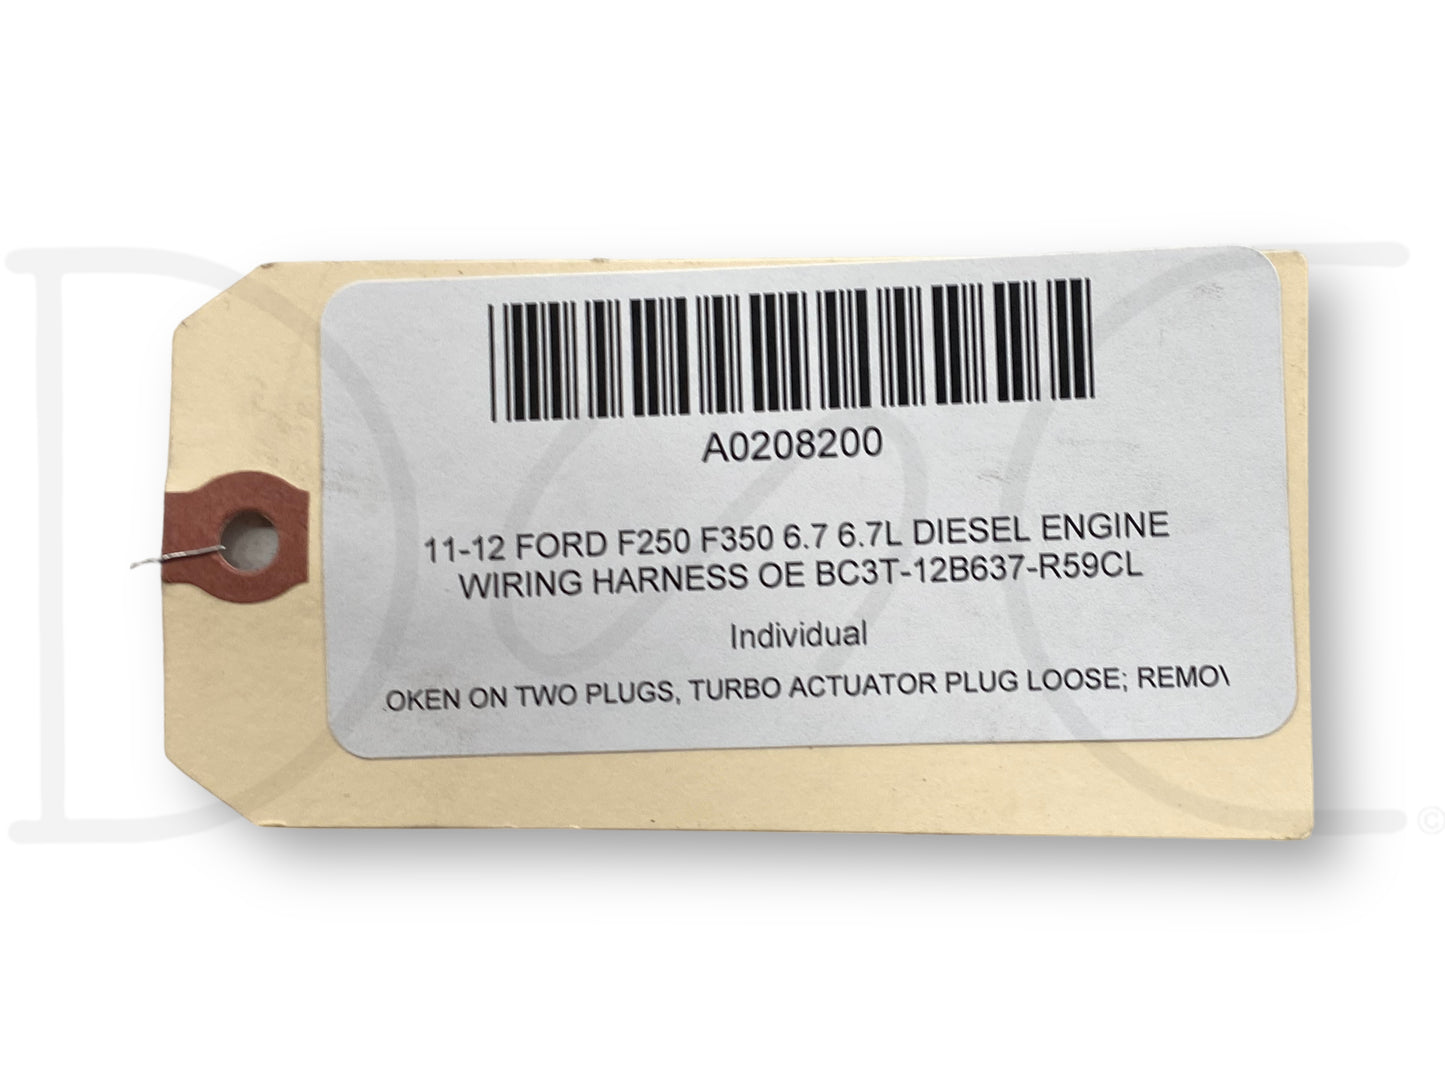 A0208200
11-12 FORD F250 F350 6.7 6.7L DIESEL ENGINE
WIRING HARNESS OE BC3T-12B637-R59CL
Individual
OKEN ON TWO PLUGS, TURBO ACTUATOR PLUG LOOSE; REMO
©